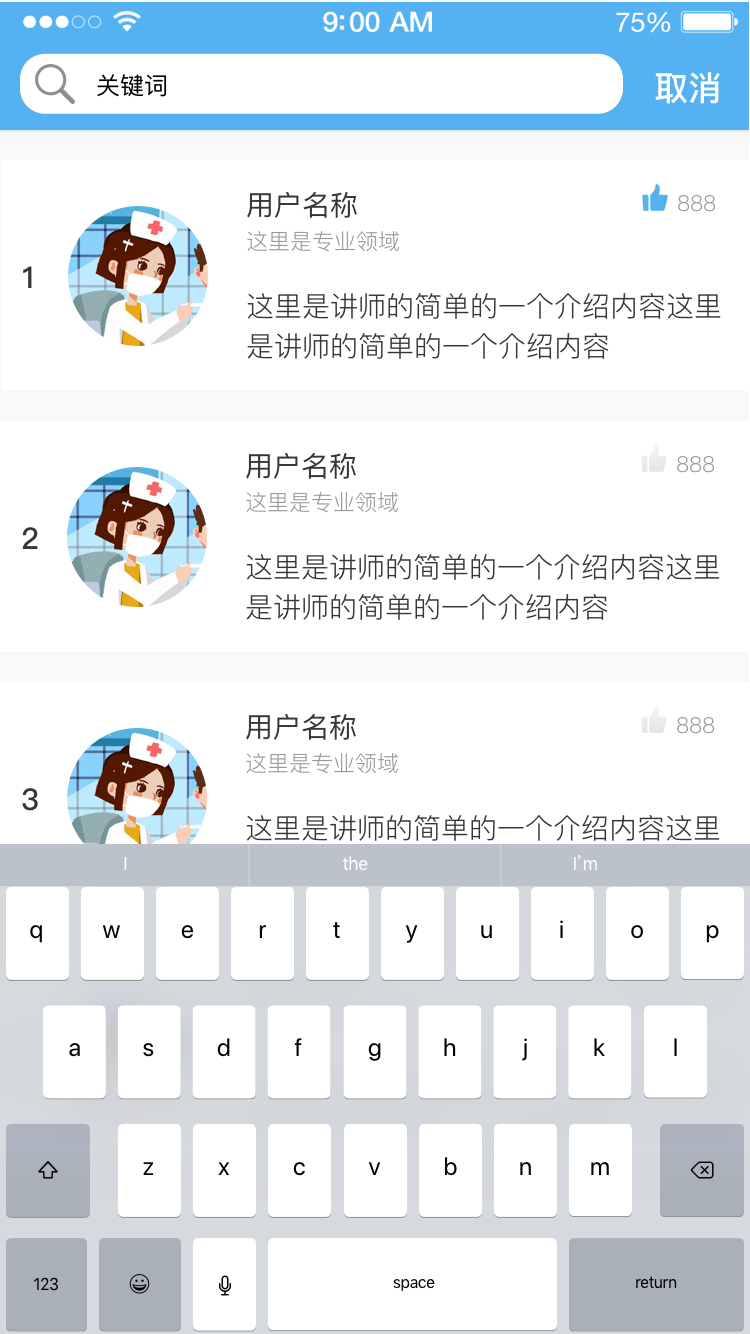 9:00 AM 75%
关键词 取消
1
用户名称 888
这里是专业领域
这里是讲师的简单的一个介绍内容这里
是讲师的简单的一个介绍内容
2
用户名称 888
这里是专业领域
这里是讲师的简单的一个介绍内容这里
是讲师的简单的一个介绍内容
3
用户名称 888
这里是专业领域
这里是讲师的简单的一个介绍内容这里
I the I'm
q w e r t y u i o p
a s d f g h j k l
z x c v b n m
123 space return